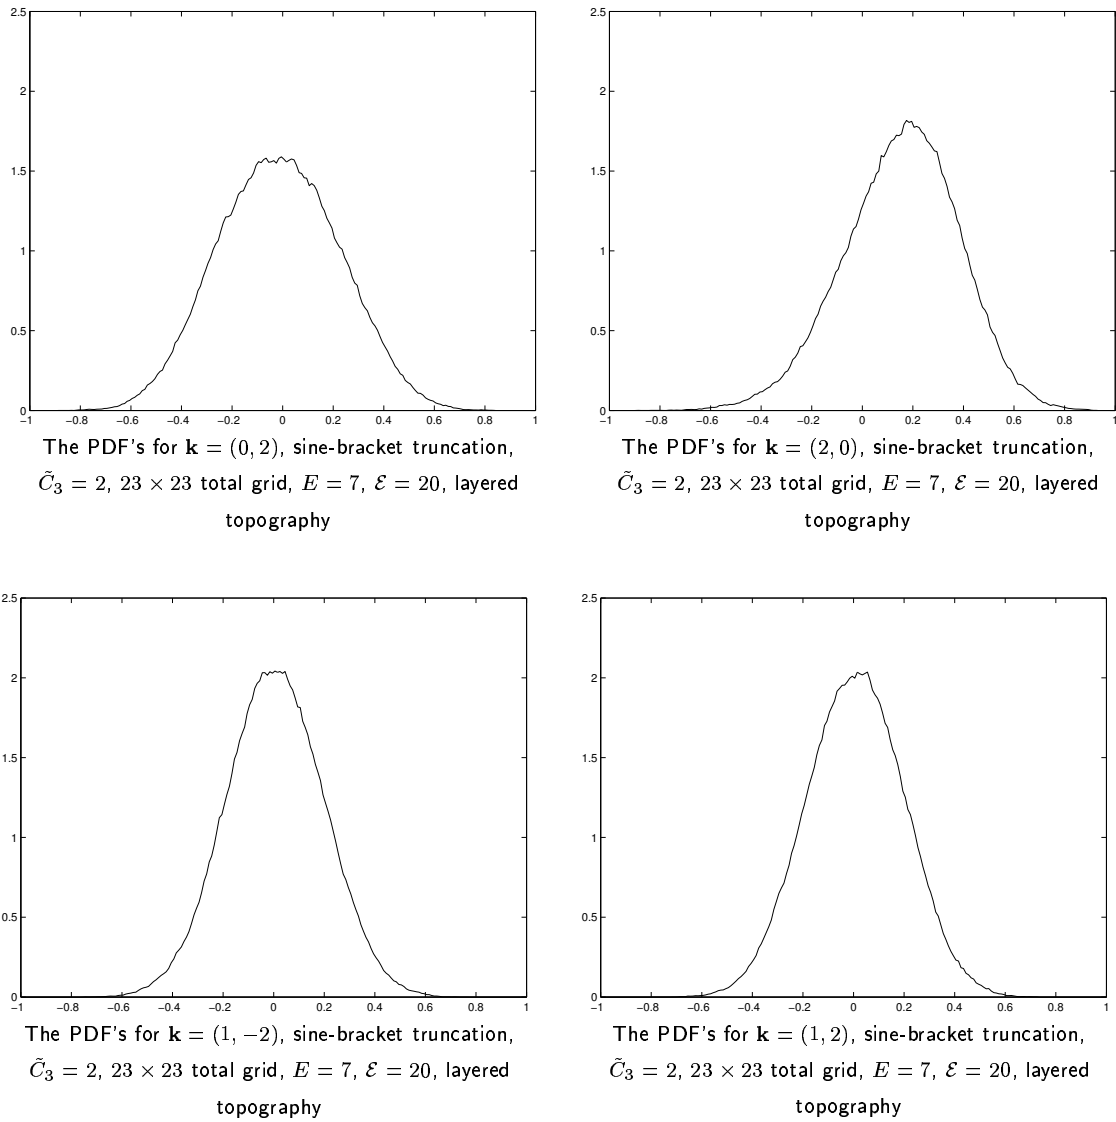 2.5
2
1.5
1
0.5
0
−1 −0.8 −0.6 −0.4 −0.2 0 0.2 0.4 0.6 0.8 1
The PDF's for k = (0, 2), sine-bracket truncation,
C̃₃ = 2, 23 × 23 total grid, E = 7, ℰ = 20, layered
topography
2.5
2
1.5
1
0.5
0
−1 −0.8 −0.6 −0.4 −0.2 0 0.2 0.4 0.6 0.8 1
The PDF's for k = (2, 0), sine-bracket truncation,
C̃₃ = 2, 23 × 23 total grid, E = 7, ℰ = 20, layered
topography
2.5
2
1.5
1
0.5
0
−1 −0.8 −0.6 −0.4 −0.2 0 0.2 0.4 0.6 0.8 1
The PDF's for k = (1, −2), sine-bracket truncation,
C̃₃ = 2, 23 × 23 total grid, E = 7, ℰ = 20, layered
topography
2.5
2
1.5
1
0.5
0
−1 −0.8 −0.6 −0.4 −0.2 0 0.2 0.4 0.6 0.8 1
The PDF's for k = (1, 2), sine-bracket truncation,
C̃₃ = 2, 23 × 23 total grid, E = 7, ℰ = 20, layered
topography